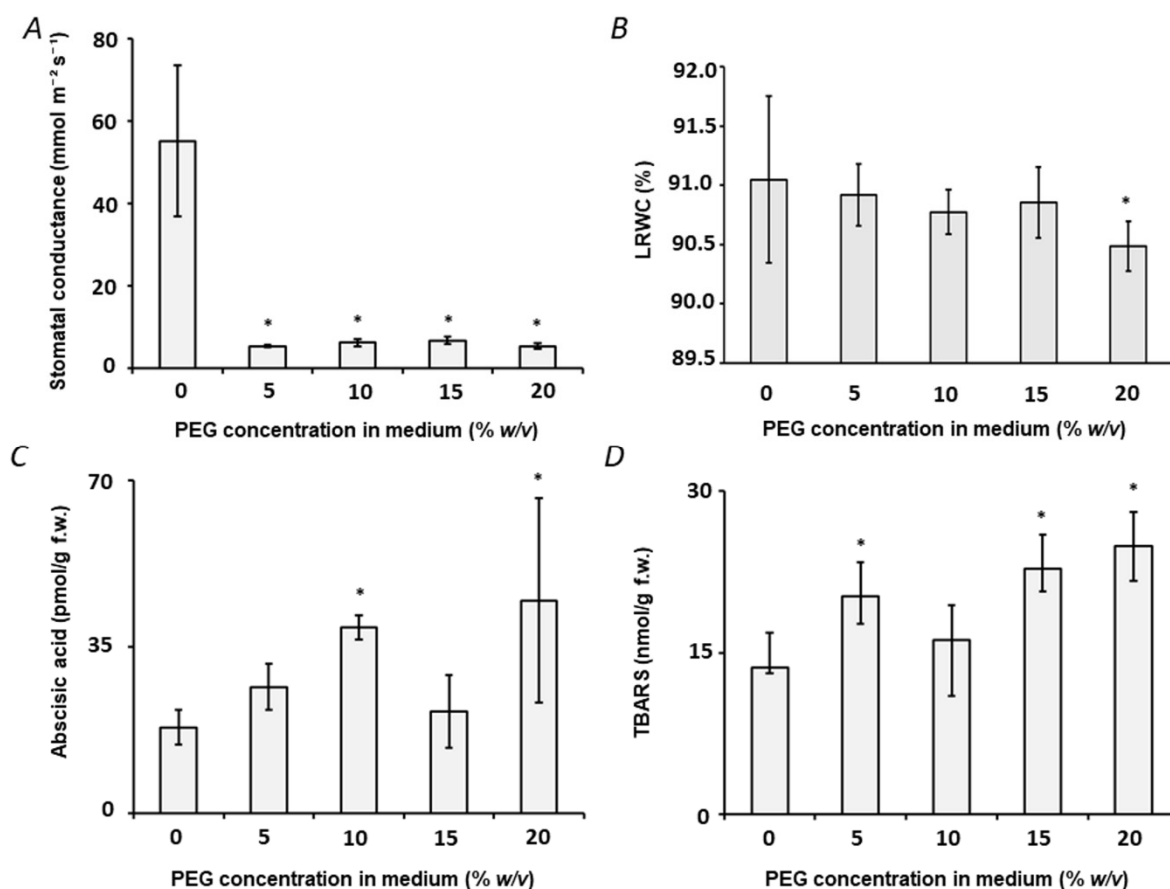 A
Stomatal conductance (mmol m⁻² s⁻¹)
80
60
40
20
0
* * * *
0 5 10 15 20
PEG concentration in medium (% w/v)
B
LRWC (%)
92.0
91.5
91.0
90.5
90.0
89.5
*
0 5 10 15 20
PEG concentration in medium (% w/v)
C
Abscisic acid (pmol/g f.w.)
70
35
0
* *
0 5 10 15 20
PEG concentration in medium (% w/v)
D
TBARS (nmol/g f.w.)
30
15
0
* * *
0 5 10 15 20
PEG concentration in medium (% w/v)